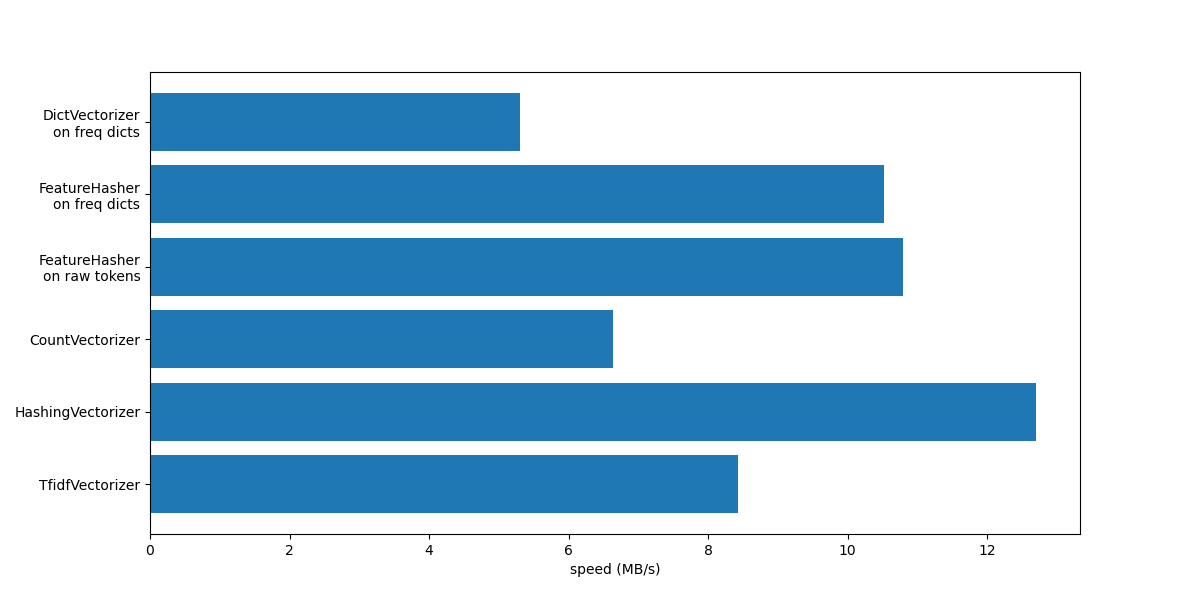 DictVectorizer
on freq dicts
FeatureHasher
on freq dicts
FeatureHasher
on raw tokens
CountVectorizer
HashingVectorizer
TfidfVectorizer
0 2 4 6 8 10 12
speed (MB/s)